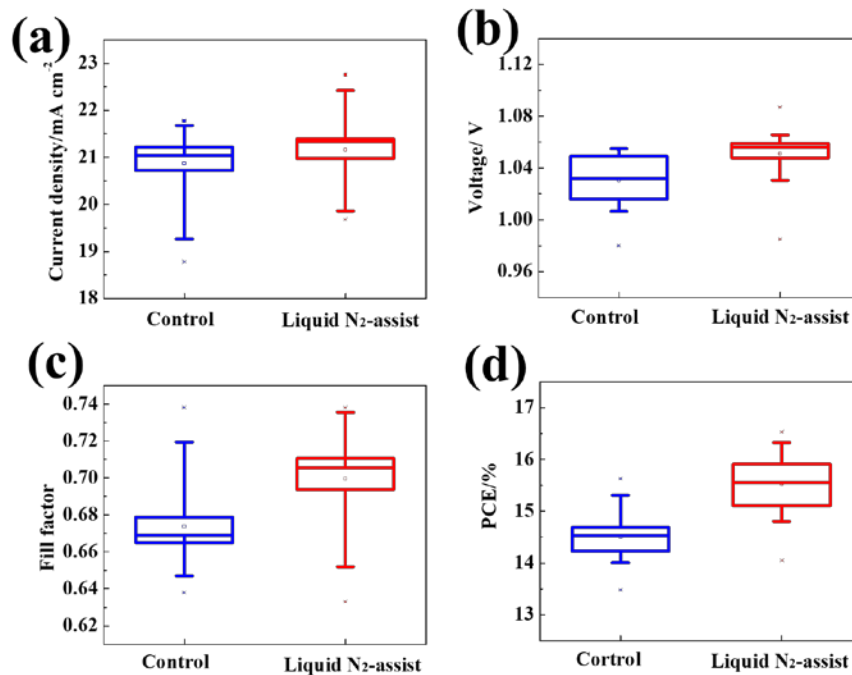 (a)
Current density/mA cm⁻²
23
22
21
20
19
18
Control
Liquid N₂-assist
(b)
Voltage/ V
1.12
1.08
1.04
1.00
0.96
Control
Liquid N₂-assist
(c)
Fill factor
0.74
0.72
0.70
0.68
0.66
0.64
0.62
Control
Liquid N₂-assist
(d)
PCE/%
17
16
15
14
13
Cortrol
Liquid N₂-assist